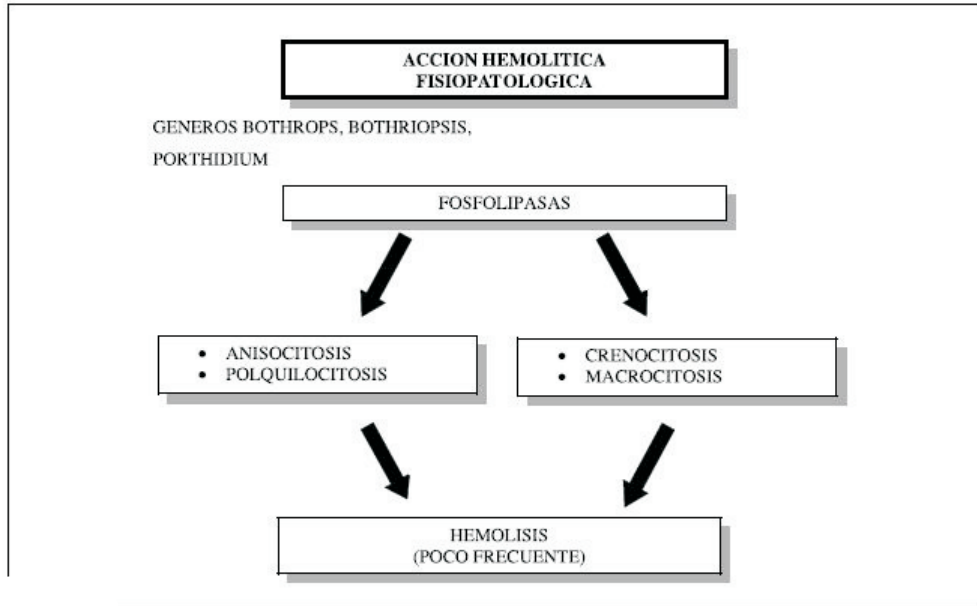 ACCION HEMOLITICA
FISIOPATOLOGICA
GENEROS BOTHROPS, BOTHRIOPSIS,
PORTHIDIUM
FOSFOLIPASAS
• ANISOCITOSIS
• POLQUILOCITOSIS
• CRENOCITOSIS
• MACROCITOSIS
HEMOLISIS
(POCO FRECUENTE)